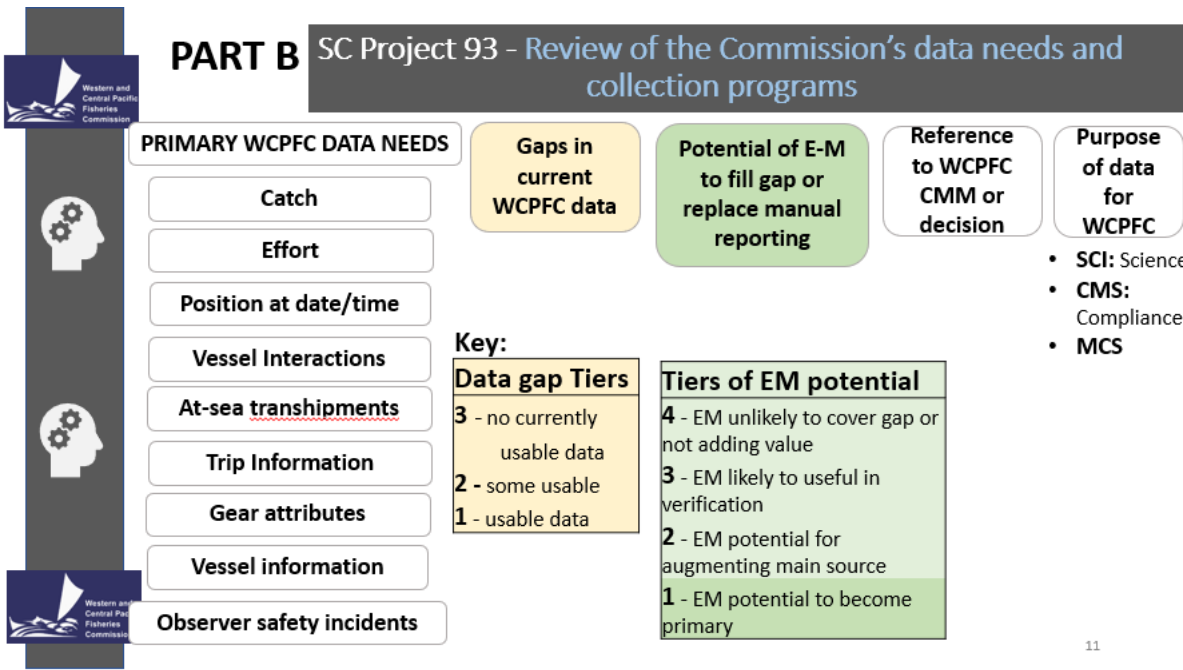 PART B
SC Project 93 - Review of the Commission’s data needs and
collection programs
Western and
Central Pacific
Fisheries
Commission
PRIMARY WCPFC DATA NEEDS
Catch
Effort
Position at date/time
Vessel Interactions
At-sea transhipments
Trip Information
Gear attributes
Vessel information
Observer safety incidents
Gaps in
current
WCPFC data
Potential of E-M
to fill gap or
replace manual
reporting
Reference
to WCPFC
CMM or
decision
Purpose
of data
for
WCPFC
• SCI: Science
• CMS:
Compliance
• MCS
Key:
Data gap Tiers
3 - no currently
usable data
2 - some usable
1 - usable data
Tiers of EM potential
4 - EM unlikely to cover gap or
not adding value
3 - EM likely to useful in
verification
2 - EM potential for
augmenting main source
1 - EM potential to become
primary
Western and
Central Pac
Fisheries
Commission
11